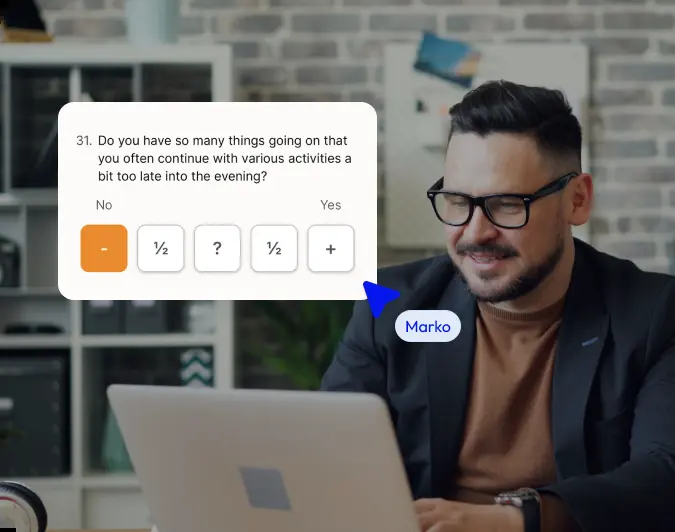 31. Do you have so many things going on that
you often continue with various activities a
bit too late into the evening?
No Yes
- ½ ? ½ +
Marko